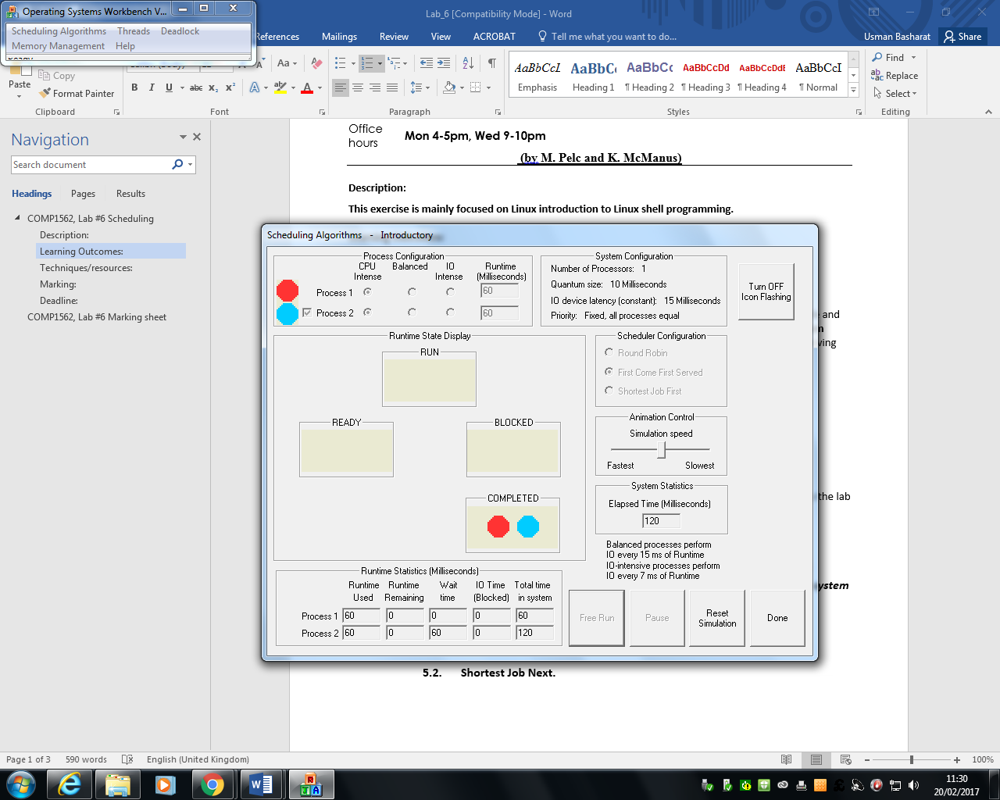 Operating Systems Workbench V...
Scheduling Algorithms Threads Deadlock
Memory Management Help
Lab_6 [Compatibility Mode] - Word
References Mailings Review View ACROBAT Tell me what you want to do... Usman Basharat Share
Paste
Copy
Format Painter
Clipboard
Aa
B I U abc x₂ x²
A ab A
Font
Paragraph
AaBbCcI AaBbCc AaBbCc AaBbCcDd AaBbCcDdE AaBbCcI
Emphasis Heading 1 ¶ Heading 2 ¶ Heading 3 ¶ Heading 4 ¶ Normal
Styles
Find
Replace
Select
Editing
Navigation
Search document
Headings Pages Results
COMP1562, Lab #6 Scheduling
Description:
Learning Outcomes:
Techniques/resources:
Marking:
Deadline:
COMP1562, Lab #6 Marking sheet
Office
hours
Mon 4-5pm, Wed 9-10pm
(by M. Pelc and K. McManus)
Description:
This exercise is mainly focused on Linux introduction to Linux shell programming.
and
the lab
5.2. Shortest Job Next.
Scheduling Algorithms - Introductory
Process Configuration
CPU Intense Balanced IO Intense Runtime (Milliseconds)
Process 1 60
Process 2 60
System Configuration
Number of Processors: 1
Quantum size: 10 Milliseconds
IO device latency (constant): 15 Milliseconds
Priority: Fixed, all processes equal
Turn OFF
Icon Flashing
Runtime State Display
RUN
READY
BLOCKED
COMPLETED
Scheduler Configuration
Round Robin
First Come First Served
Shortest Job First
Animation Control
Simulation speed
Fastest Slowest
System Statistics
Elapsed Time (Milliseconds)
120
Balanced processes perform
IO every 15 ms of Runtime
IO-intensive processes perform
IO every 7 ms of Runtime
Runtime Statistics (Milliseconds)
Runtime Used Runtime Remaining Wait time IO Time (Blocked) Total time in system
Process 1 60 0 0 0 60
Process 2 60 0 60 0 120
Free Run
Pause
Reset
Simulation
Done
Page 1 of 3 590 words English (United Kingdom) 100%
11:30
20/02/2017